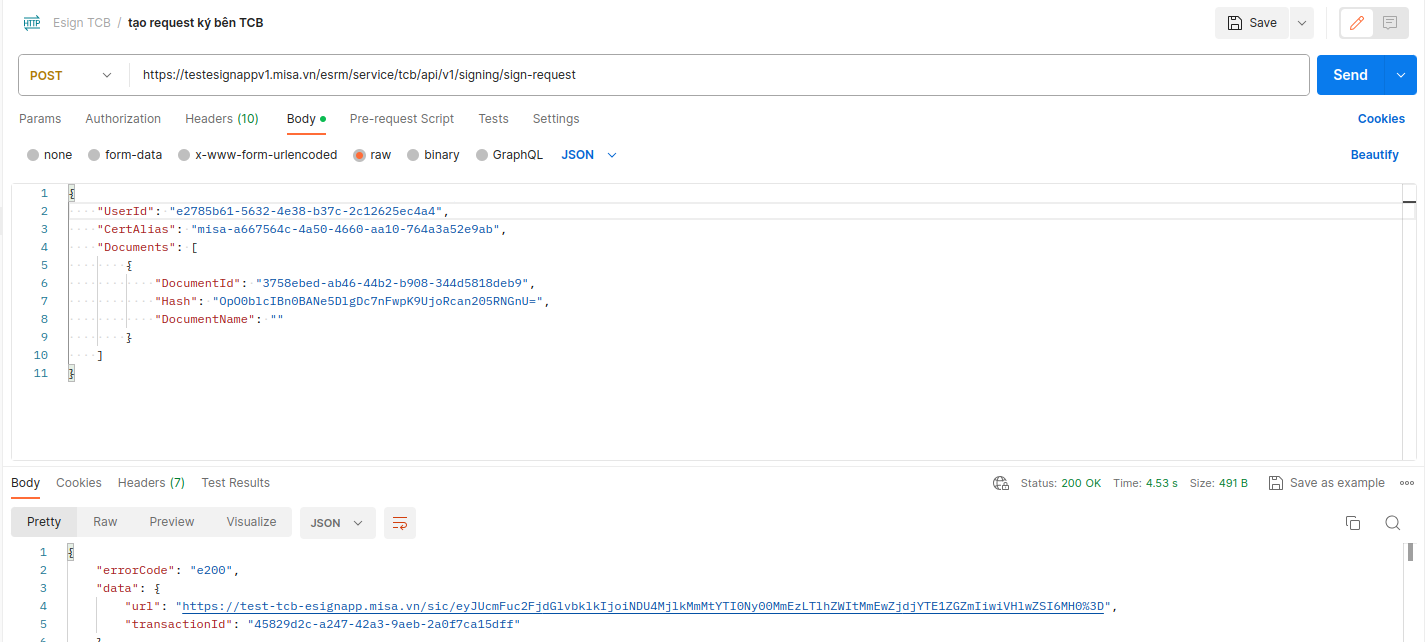 HTTP Esign TCB / tạo request ký bên TCB Save
POST https://testesignappv1.misa.vn/esrm/service/tcb/api/v1/signing/sign-request Send
Params Authorization Headers (10) Body Pre-request Script Tests Settings Cookies
none form-data x-www-form-urlencoded raw binary GraphQL JSON Beautify
1 {
2 "UserId": "e2785b61-5632-4e38-b37c-2c12625ec4a4",
3 "CertAlias": "misa-a667564c-4a50-4660-aa10-764a3a52e9ab",
4 "Documents": [
5 {
6 "DocumentId": "3758ebed-ab46-44b2-b908-344d5818deb9",
7 "Hash": "OpO0blcIBn0BANe5DlgDc7nFwpK9UjoRcan205RNGnU=",
8 "DocumentName": ""
9 }
10 ]
11 }
Body Cookies Headers (7) Test Results Status: 200 OK Time: 4.53 s Size: 491 B Save as example
Pretty Raw Preview Visualize JSON
1 {
2 "errorCode": "e200",
3 "data": {
4 "url": "https://test-tcb-esignapp.misa.vn/sic/eyJUcmFuc2FjdGlvbklkIjoiNDU4MjlkMmMtYTI0Ny00MmEzLTlhZWItMmEwZjdjYTE1ZGZmIiwiVHlwZSI6MH0%3D",
5 "transactionId": "45829d2c-a247-42a3-9aeb-2a0f7ca15dff"
6 }